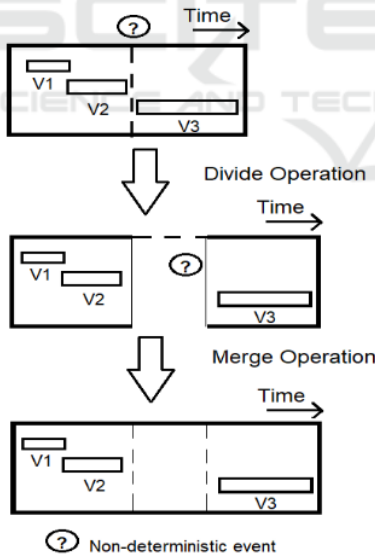 ? Time
V1
V2
V3
Divide Operation
Time
?
V1
V2
V3
Merge Operation
Time
V1
V2
V3
? Non-deterministic event